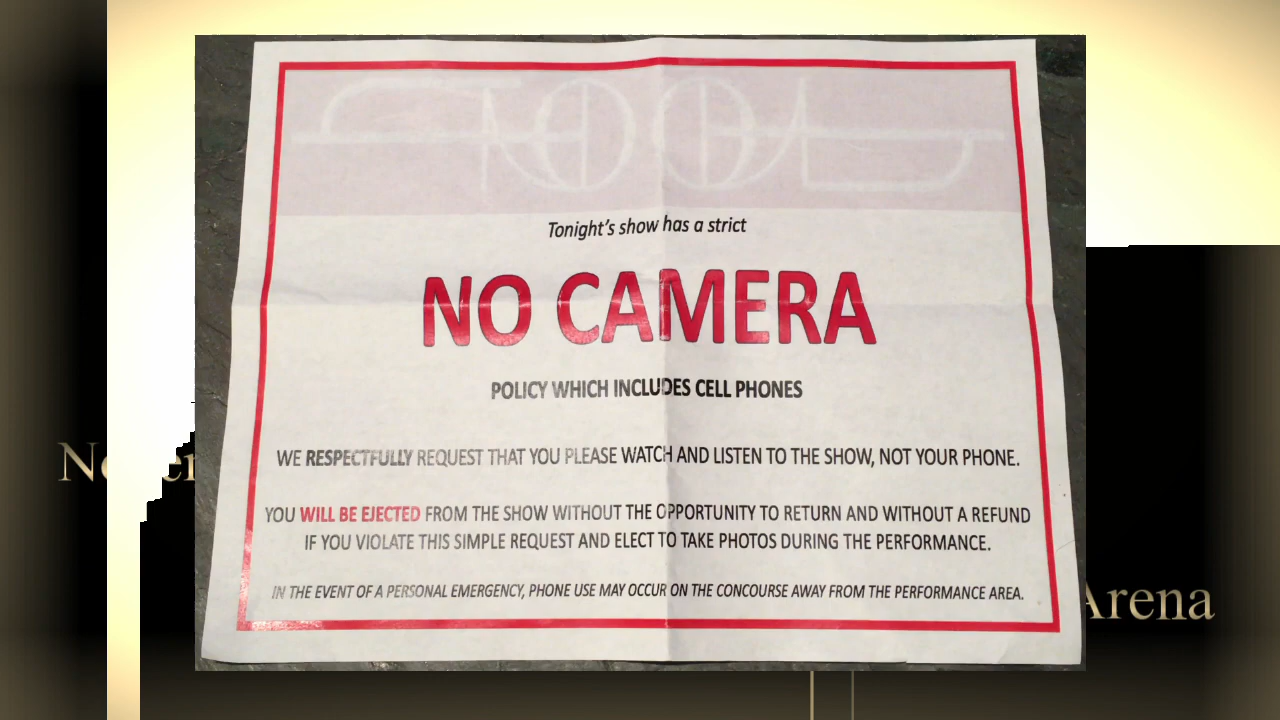 TOOL
Tonight's show has a strict
NO CAMERA
POLICY WHICH INCLUDES CELL PHONES
WE RESPECTFULLY REQUEST THAT YOU PLEASE WATCH AND LISTEN TO THE SHOW, NOT YOUR PHONE.
YOU WILL BE EJECTED FROM THE SHOW WITHOUT THE OPPORTUNITY TO RETURN AND WITHOUT A REFUND
IF YOU VIOLATE THIS SIMPLE REQUEST AND ELECT TO TAKE PHOTOS DURING THE PERFORMANCE.
IN THE EVENT OF A PERSONAL EMERGENCY, PHONE USE MAY OCCUR ON THE CONCOURSE AWAY FROM THE PERFORMANCE AREA.
Arena